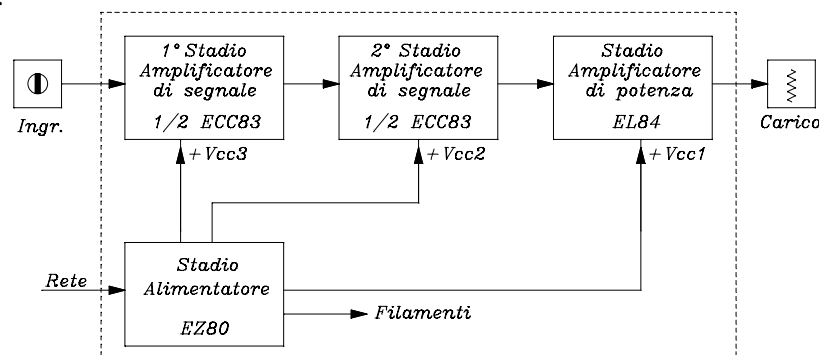 1° Stadio
Amplificatore
di segnale
1/2 ECC83
2° Stadio
Amplificatore
di segnale
1/2 ECC83
Stadio
Amplificatore
di potenza
EL84
Ingr.
Carico
+Vcc3
+Vcc2
+Vcc1
Rete
Stadio
Alimentatore
EZ80
Filamenti